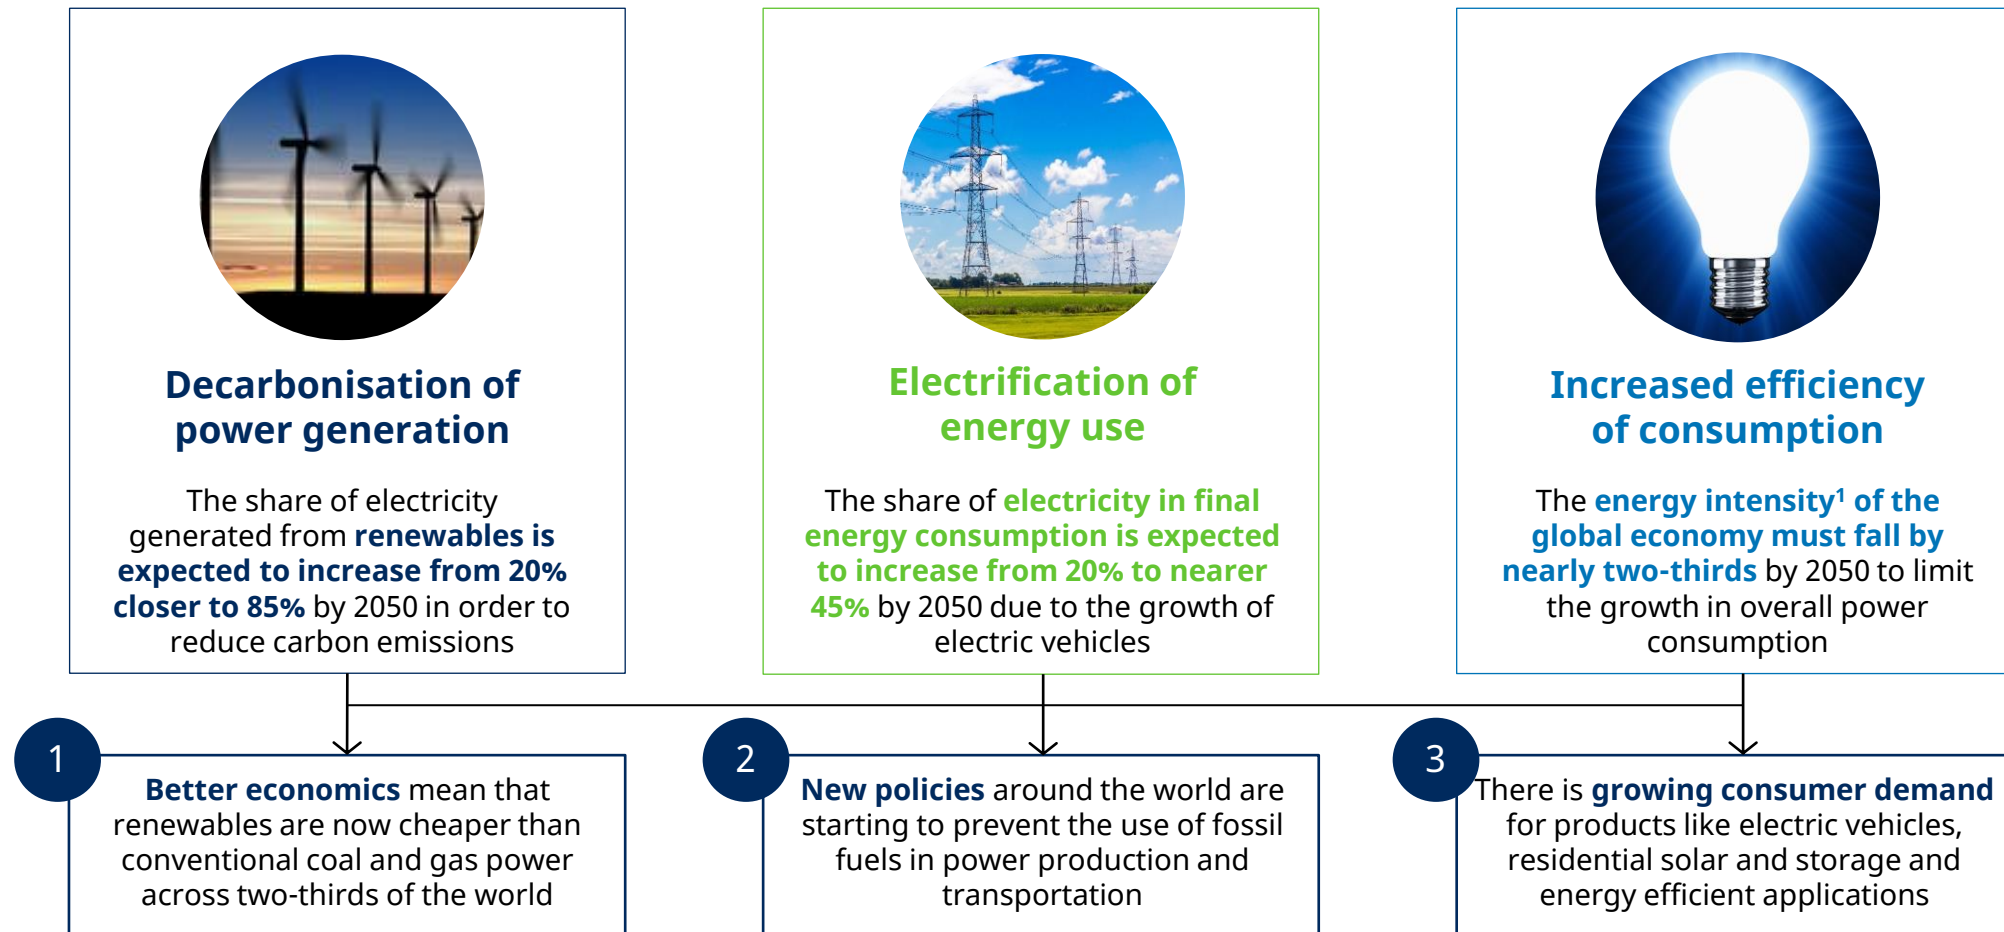 Decarbonisation of
power generation
The share of electricity
generated from renewables is
expected to increase from 20%
closer to 85% by 2050 in order to
reduce carbon emissions
Electrification of
energy use
The share of electricity in final
energy consumption is expected
to increase from 20% to nearer
45% by 2050 due to the growth of
electric vehicles
Increased efficiency
of consumption
The energy intensity¹ of the
global economy must fall by
nearly two-thirds by 2050 to limit
the growth in overall power
consumption
1
Better economics mean that
renewables are now cheaper than
conventional coal and gas power
across two-thirds of the world
2
New policies around the world are
starting to prevent the use of fossil
fuels in power production and
transportation
3
There is growing consumer demand
for products like electric vehicles,
residential solar and storage and
energy efficient applications